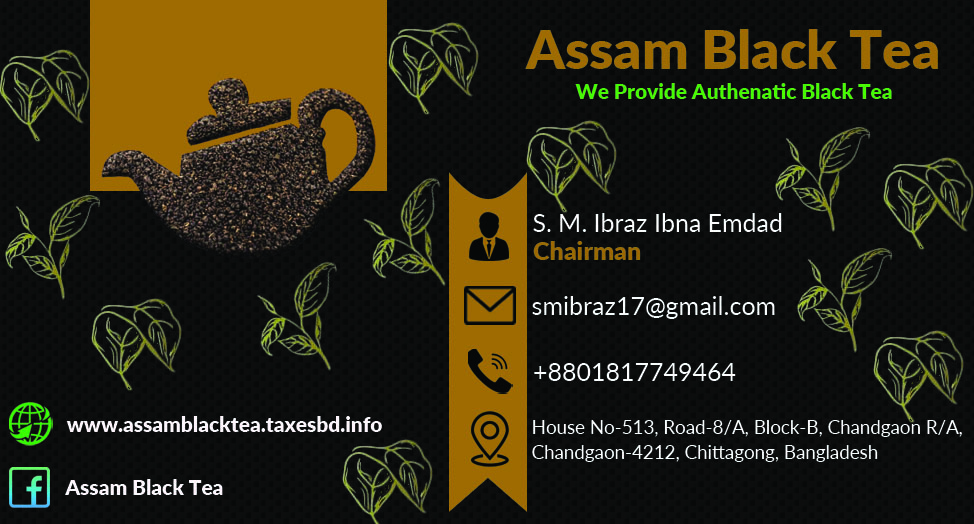 Assam Black Tea
We Provide Authenatic Black Tea
S. M. Ibraz Ibna Emdad
Chairman
smibraz17@gmail.com
+8801817749464
House No-513, Road-8/A, Block-B, Chandgaon R/A,
Chandgaon-4212, Chittagong, Bangladesh
www.assamblacktea.taxesbd.info
Assam Black Tea